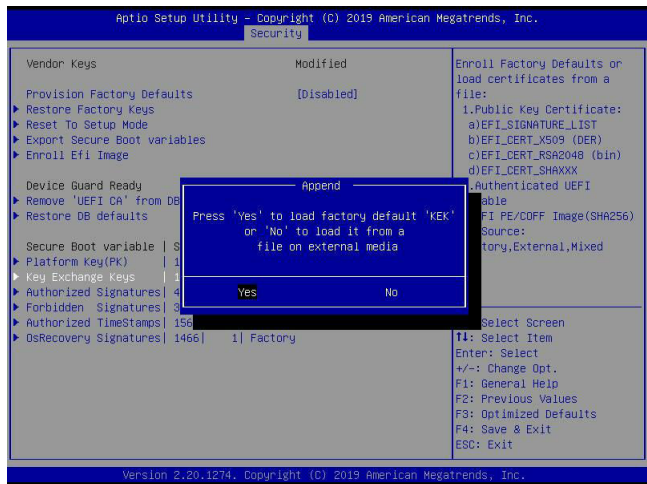 Aptio Setup Utility – Copyright (C) 2019 American Megatrends, Inc.
Security
Vendor Keys Modified
Provision Factory Defaults [Disabled]
Restore Factory Keys
Reset To Setup Mode
Export Secure Boot variables
Enroll Efi Image
Device Guard Ready
Remove 'UEFI CA' from DB
Restore DB defaults
Secure Boot variable | S
Platform Key(PK) | 1
Key Exchange Keys | 1
Authorized Signatures| 4
Forbidden Signatures| 3
Authorized TimeStamps| 156
OsRecovery Signatures| 1466| 1| Factory
Append
Press 'Yes' to load factory default 'KEK'
or 'No' to load it from a
file on external media
Yes No
Enroll Factory Defaults or
load certificates from a
file:
1.Public Key Certificate:
a)EFI_SIGNATURE_LIST
b)EFI_CERT_X509 (DER)
c)EFI_CERT_RSA2048 (bin)
d)EFI_CERT_SHAXXX
.Authenticated UEFI
able
FI PE/COFF Image(SHA256)
Source:
tory,External,Mixed
Select Screen
↑↓: Select Item
Enter: Select
+/-: Change Opt.
F1: General Help
F2: Previous Values
F3: Optimized Defaults
F4: Save & Exit
ESC: Exit
Version 2.20.1274. Copyright (C) 2019 American Megatrends, Inc.